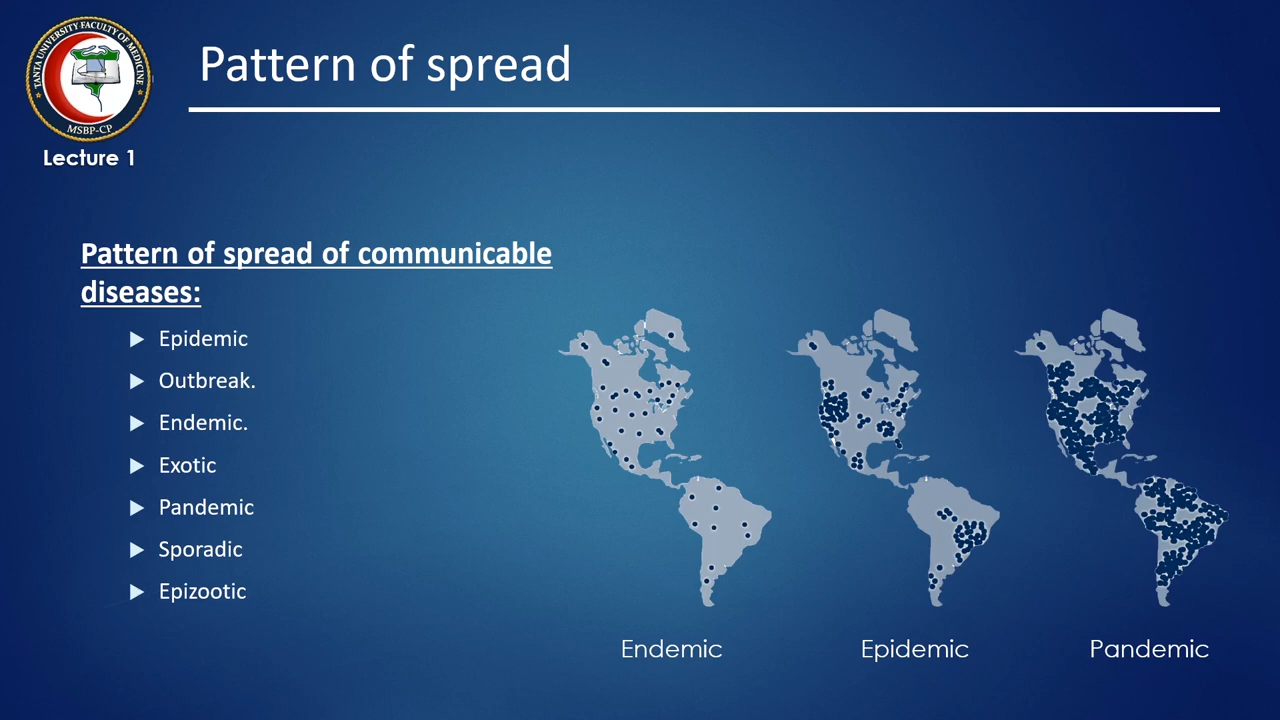 TANTA UNIVERSITY FACULTY OF MEDICINE
MSBP-CP
Lecture 1
Pattern of spread
Pattern of spread of communicable
diseases:
Epidemic
Outbreak.
Endemic.
Exotic
Pandemic
Sporadic
Epizootic
Endemic
Epidemic
Pandemic